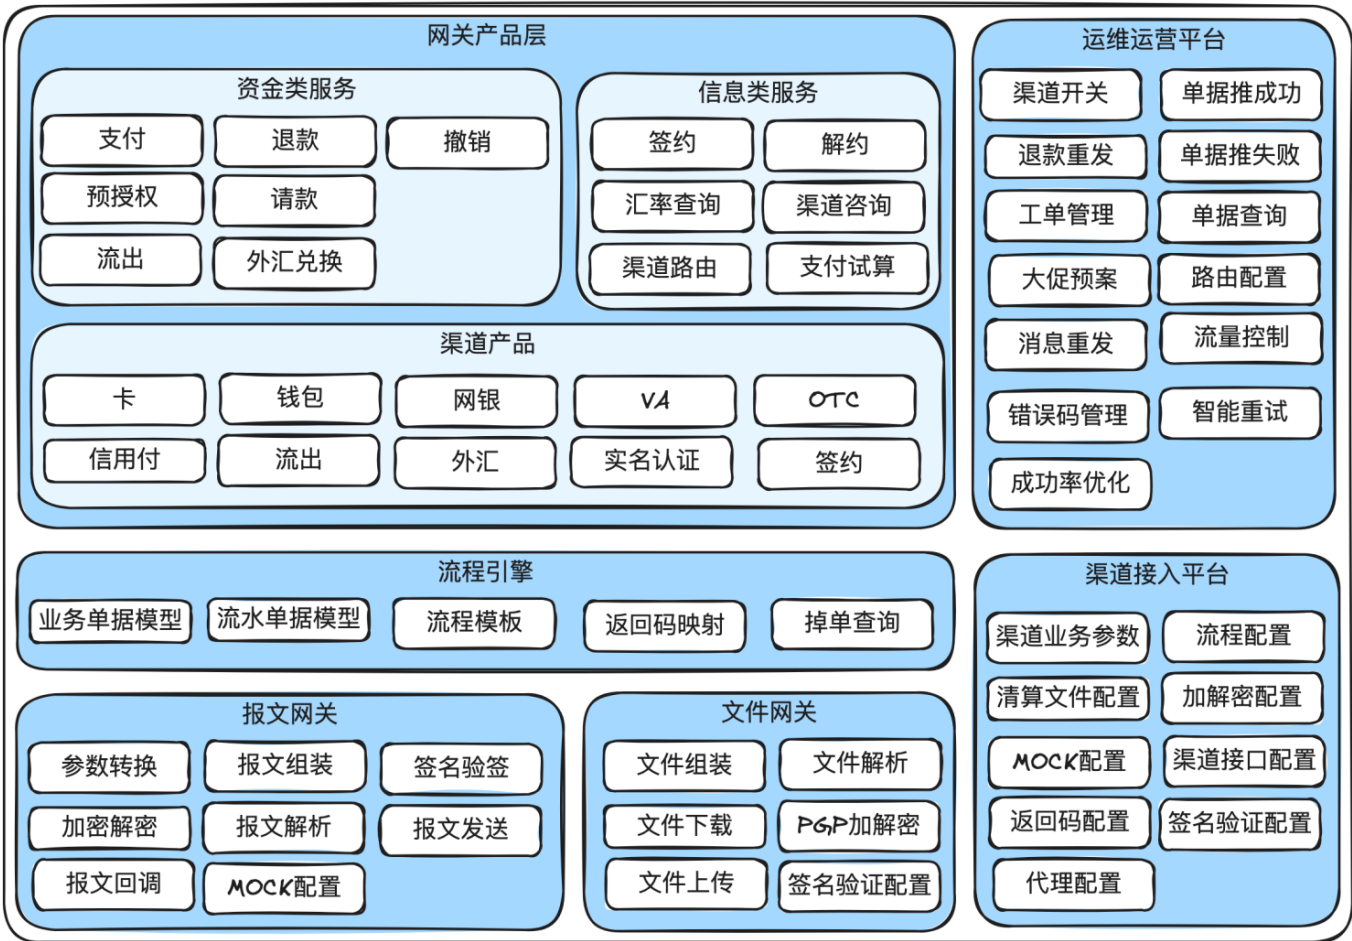 网关产品层
资金类服务
支付
退款
撤销
预授权
请款
流出
外汇兑换
信息类服务
签约
解约
汇率查询
渠道咨询
渠道路由
支付试算
渠道产品
卡
钱包
网银
VA
OTC
信用付
流出
外汇
实名认证
签约
运维运营平台
渠道开关
单据推成功
退款重发
单据推失败
工单管理
单据查询
大促预案
路由配置
消息重发
流量控制
错误码管理
智能重试
成功率优化
流程引擎
业务单据模型
流水单据模型
流程模板
返回码映射
掉单查询
报文网关
参数转换
报文组装
签名验签
加密解密
报文解析
报文发送
报文回调
MOCK配置
文件网关
文件组装
文件解析
文件下载
PGP加解密
文件上传
签名验证配置
渠道接入平台
渠道业务参数
流程配置
清算文件配置
加解密配置
MOCK配置
渠道接口配置
返回码配置
签名验证配置
代理配置